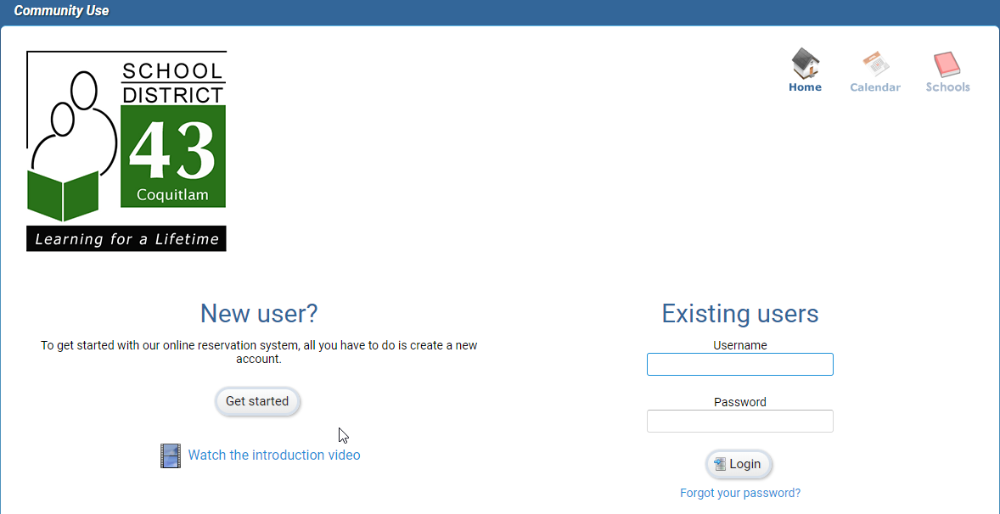 Community Use
SCHOOL
DISTRICT
43
Coquitlam
Learning for a Lifetime
Home
Calendar
Schools
New user?
To get started with our online reservation system, all you have to do is create a new
account.
Get started
Watch the introduction video
Existing users
Username
Password
Login
Forgot your password?